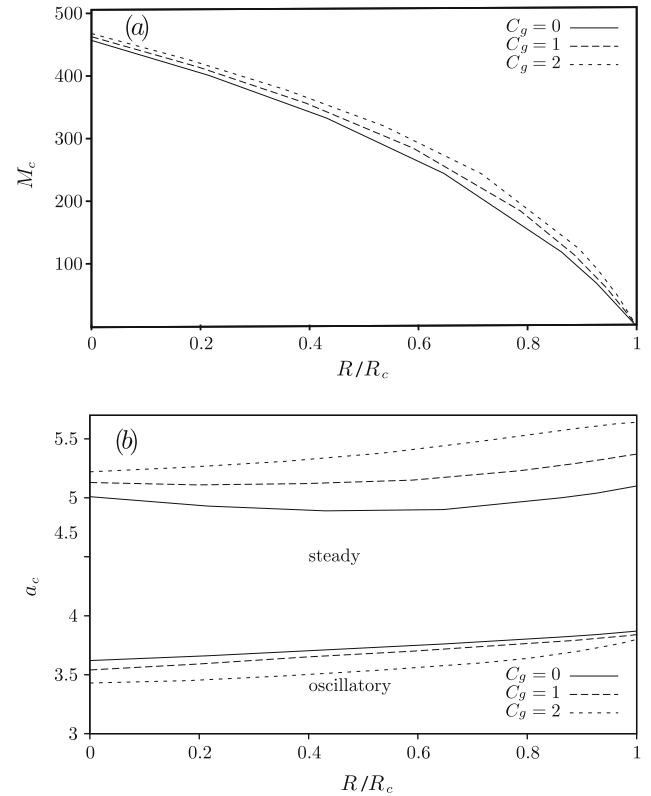 (a)
500
400
300
200
100
M_c
C_g = 0
C_g = 1
C_g = 2
0 0.2 0.4 0.6 0.8 1
R/R_c
(b)
5.5
5
4.5
4
3.5
3
a_c
steady
oscillatory
C_g = 0
C_g = 1
C_g = 2
0 0.2 0.4 0.6 0.8 1
R/R_c